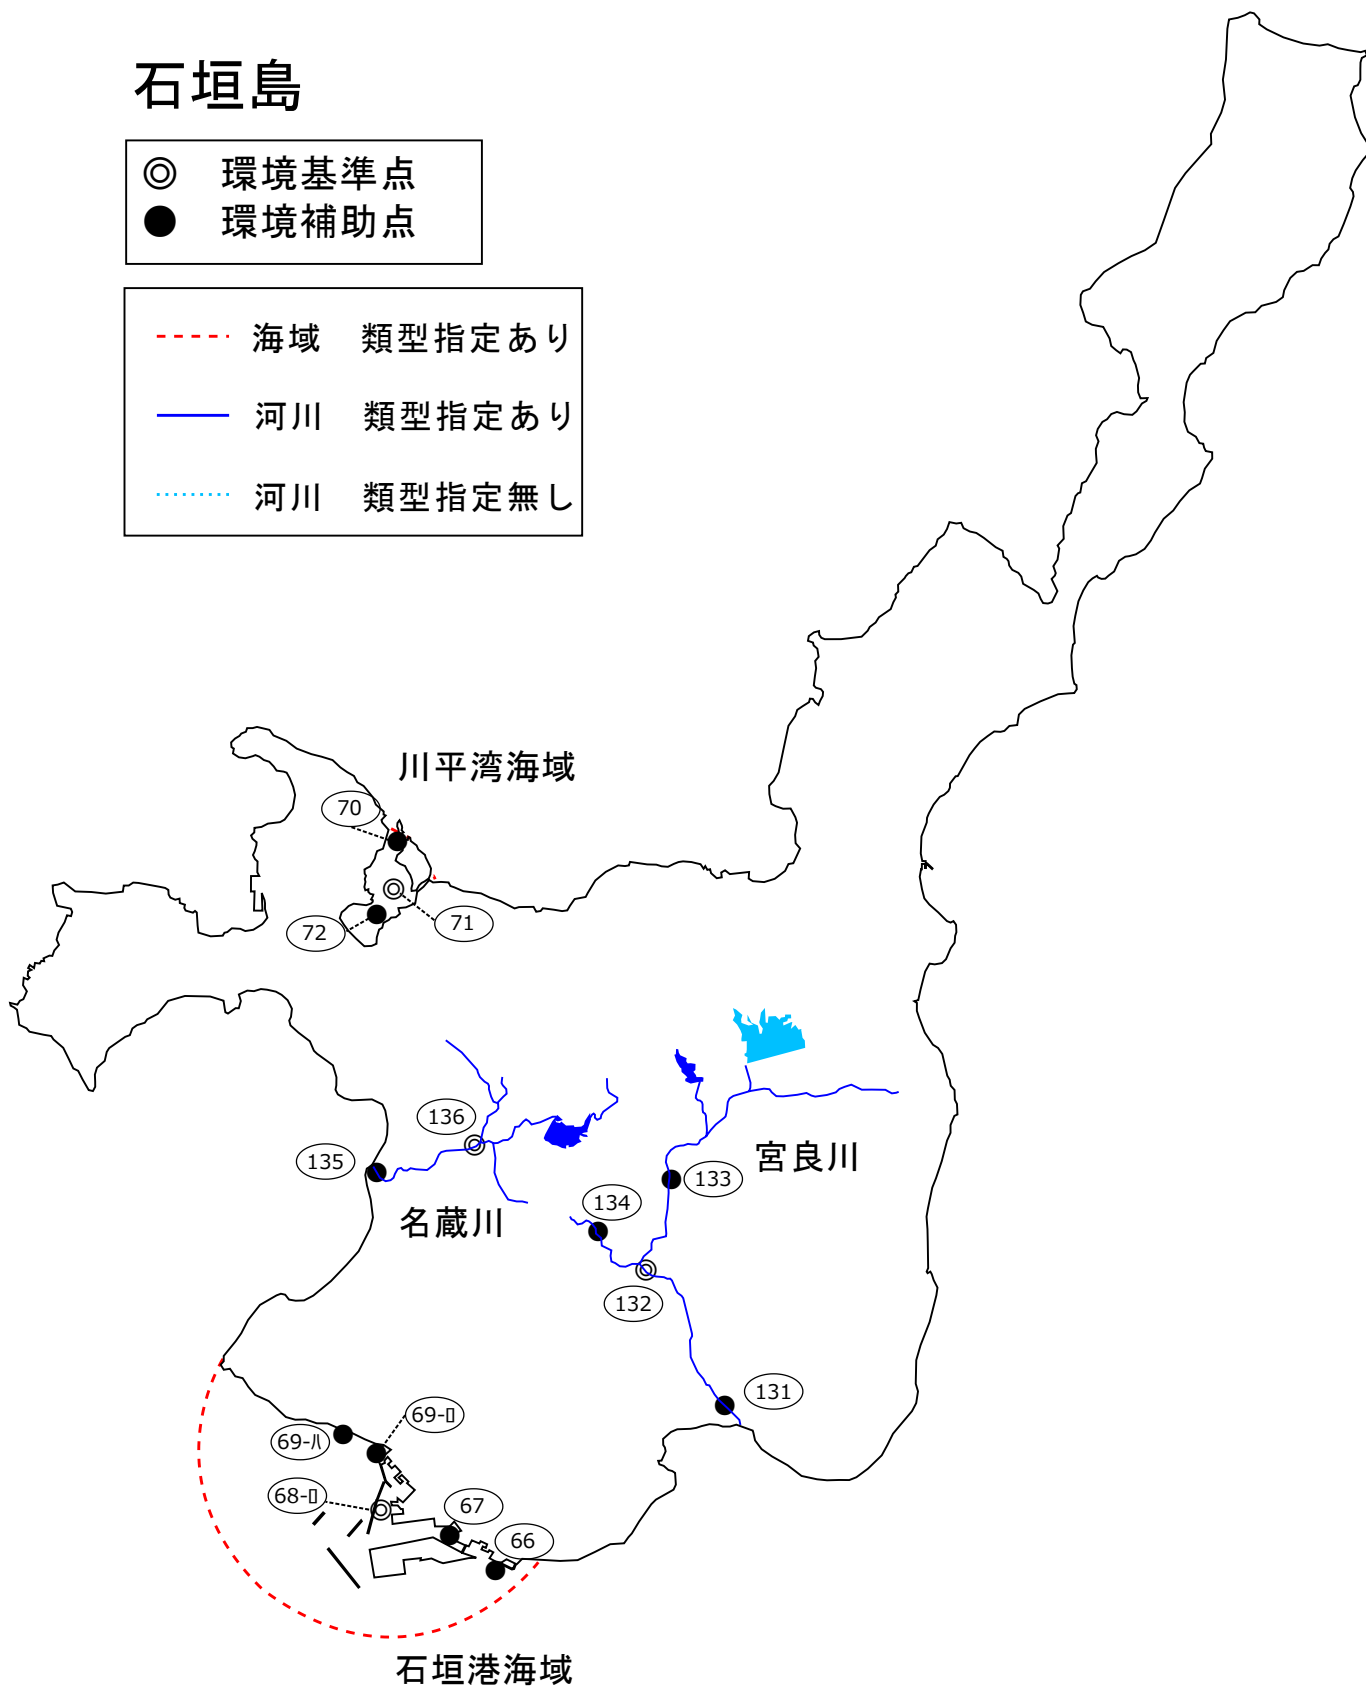 石垣島
環境基準点
環境補助点
海域 類型指定あり
河川 類型指定あり
河川 類型指定無し
川平湾海域
70
71
72
136
135
名蔵川
宮良川
133
134
132
131
69-ロ
69-ハ
68-ロ
67
66
石垣港海域